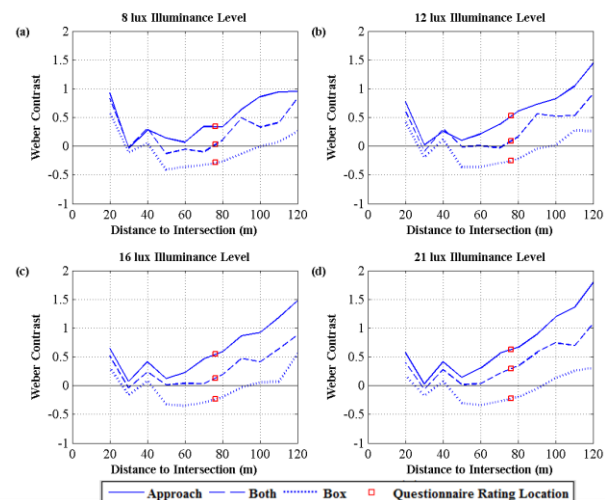 8 lux Illuminance Level
12 lux Illuminance Level
(a)
2
1.5
1
0.5
0
-0.5
-1
Weber Contrast
0 20 40 60 80 100 120
Distance to Intersection (m)
(b)
2
1.5
1
0.5
0
-0.5
-1
Weber Contrast
0 20 40 60 80 100 120
Distance to Intersection (m)
16 lux Illuminance Level
21 lux Illuminance Level
(c)
2
1.5
1
0.5
0
-0.5
-1
Weber Contrast
0 20 40 60 80 100 120
Distance to Intersection (m)
(d)
2
1.5
1
0.5
0
-0.5
-1
Weber Contrast
0 20 40 60 80 100 120
Distance to Intersection (m)
Approach Both Box Questionnaire Rating Location